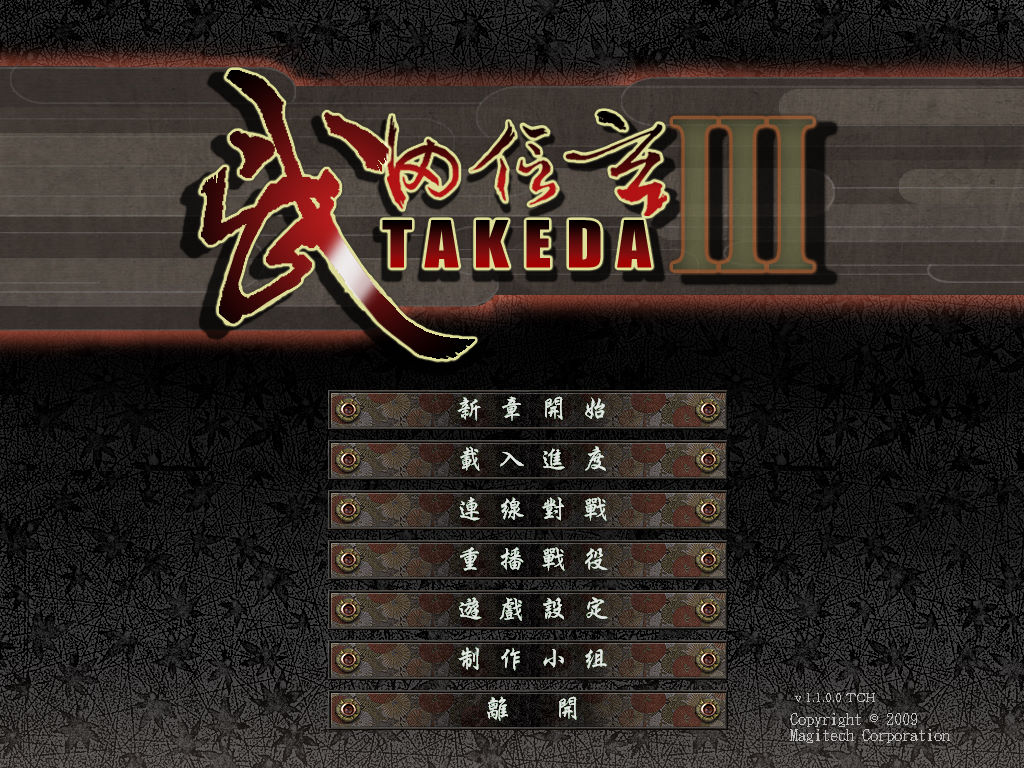 武田信玄 III
TAKEDA
新章開始
載入進度
連線對戰
重播戰役
遊戲設定
制作小組
離開
v 1.1.0.0 TCH
Copyright © 2009
Magitech Corporation